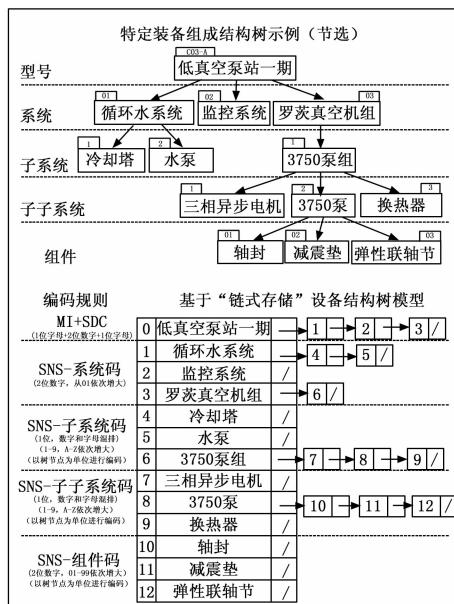 特定装备组成结构树示例（节选）
C03-A
型号
低真空泵站一期
01
02
03
系统
循环水系统
监控系统
罗茨真空机组
1
2
1
子系统
冷却塔
水泵
3750泵组
1
2
3
子子系统
三相异步电机
3750泵
换热器
01
02
03
组件
轴封
减震垫
弹性联轴节
编码规则
基于“链式存储”设备结构树模型
MI+SDC
(1位字母+2位数字+1位字母)
0 低真空泵站一期 1 2 3 /
SNS-系统码
(2位数字，从01依次增大)
1 循环水系统 4 5 /
2 监控系统 /
3 罗茨真空机组 6 /
SNS-子系统码
(1位，数字和字母混排)
(1-9，A-Z依次增大)
(以树节点为单位进行编码)
4 冷却塔 /
5 水泵 /
6 3750泵组 7 8 9 /
SNS-子子系统码
(1位，数字和字母混排)
(1-9，A-Z依次增大)
(以树节点为单位进行编码)
7 三相异步电机 /
8 3750泵 10 11 12 /
9 换热器 /
SNS-组件码
(2位数字，01-99依次增大)
(以树节点为单位进行编码)
10 轴封 /
11 减震垫 /
12 弹性联轴节 /